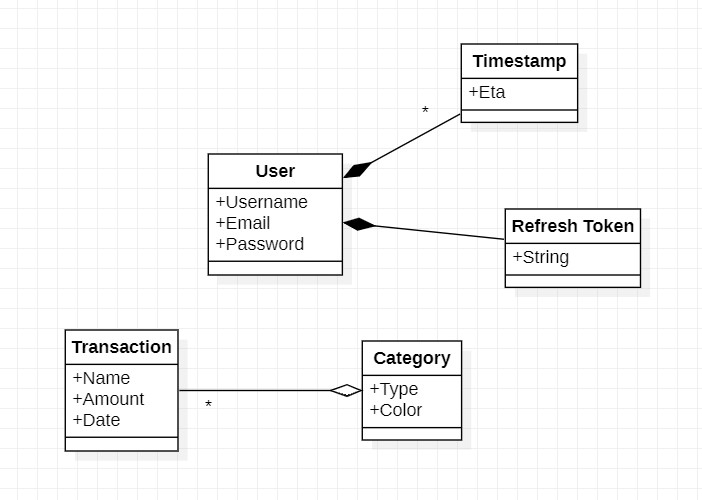 Timestamp
+Eta
*
User
+Username
+Email
+Password
Refresh Token
+String
Transaction
+Name
+Amount
+Date
*
Category
+Type
+Color